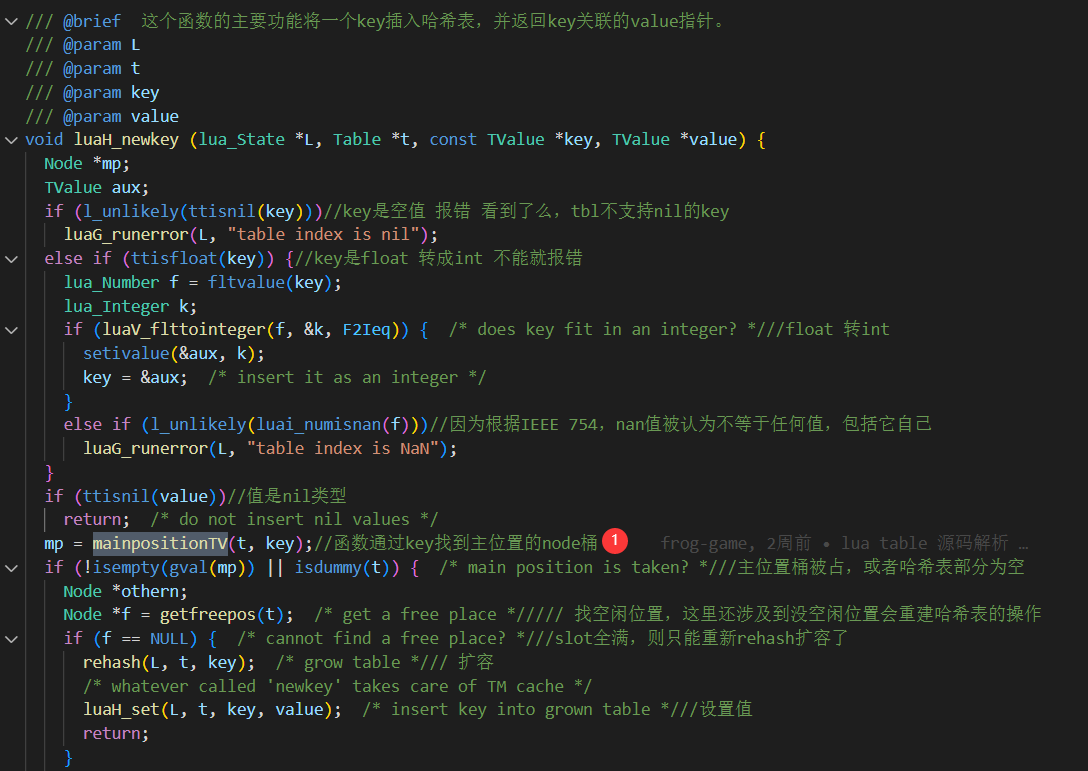 /// @brief  这个函数的主要功能将一个key插入哈希表，并返回key关联的value指针。
/// @param L
/// @param t
/// @param key
/// @param value
void luaH_newkey (lua_State *L, Table *t, const TValue *key, TValue *value) {
  Node *mp;
  TValue aux;
  if (l_unlikely(ttisnil(key)))//key是空值 报错 看到了么，tbl不支持nil的key
    luaG_runerror(L, "table index is nil");
  else if (ttisfloat(key)) {//key是float 转成int 不能就报错
    lua_Number f = fltvalue(key);
    lua_Integer k;
    if (luaV_flttointeger(f, &k, F2Ieq)) {  /* does key fit in an integer? *///float 转int
      setivalue(&aux, k);
      key = &aux;  /* insert it as an integer */
    }
    else if (l_unlikely(luai_numisnan(f)))//因为根据IEEE 754，nan值被认为不等于任何值，包括它自己
      luaG_runerror(L, "table index is NaN");
  }
  if (ttisnil(value))//值是nil类型
    return;  /* do not insert nil values */
  mp = mainpositionTV(t, key);//函数通过key找到主位置的node桶 1 frog-game, 2周前 • lua table 源码解析 …
  if (!isempty(gval(mp)) || isdummy(t)) {  /* main position is taken? *///主位置桶被占，或者哈希表部分为空
    Node *othern;
    Node *f = getfreepos(t);  /* get a free place *///// 找空闲位置，这里还涉及到没空闲位置会重建哈希表的操作
    if (f == NULL) {  /* cannot find a free place? *///slot全满，则只能重新rehash扩容了
      rehash(L, t, key);  /* grow table */// 扩容
      /* whatever called 'newkey' takes care of TM cache */
      luaH_set(L, t, key, value);  /* insert key into grown table *///设置值
      return;
    }